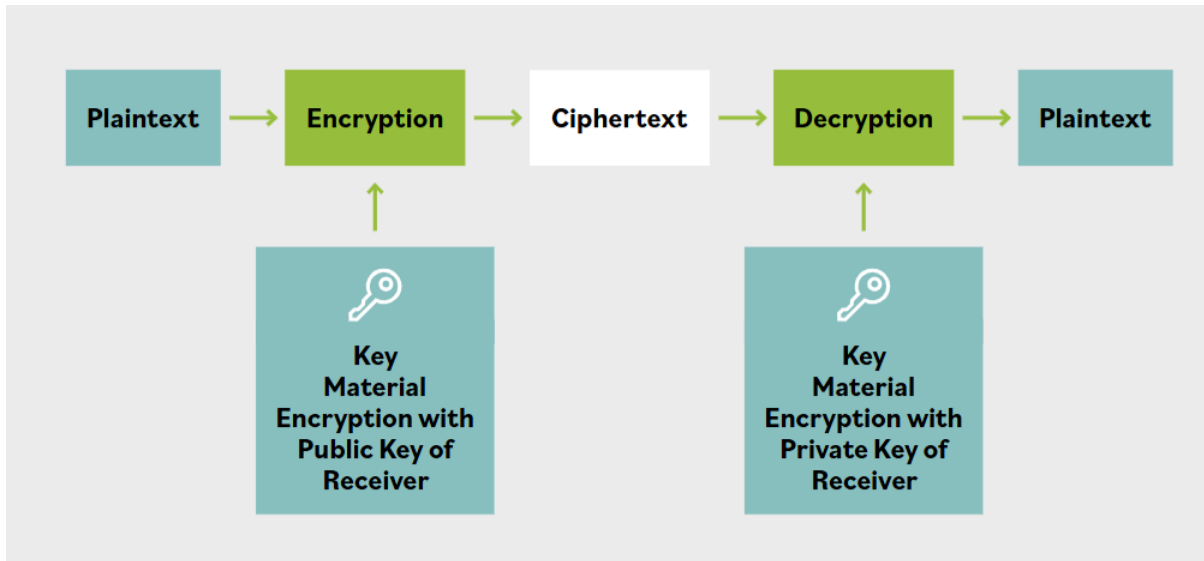 Plaintext
Encryption
Ciphertext
Decryption
Plaintext
Key
Material
Encryption with
Public Key of
Receiver
Key
Material
Encryption with
Private Key of
Receiver